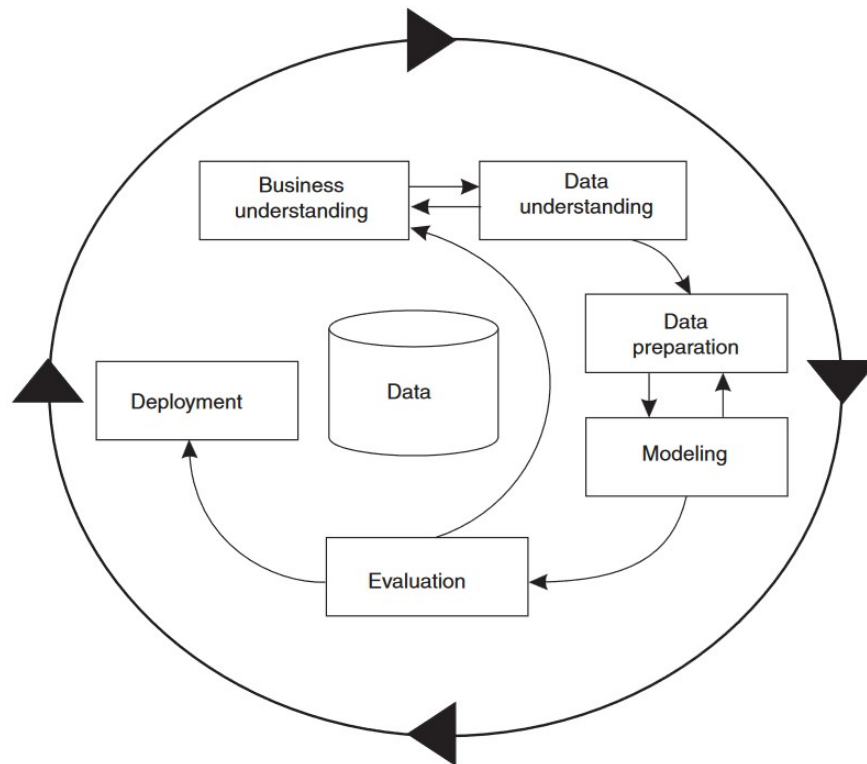 Business
understanding
Data
understanding
Data
preparation
Modeling
Evaluation
Deployment
Data